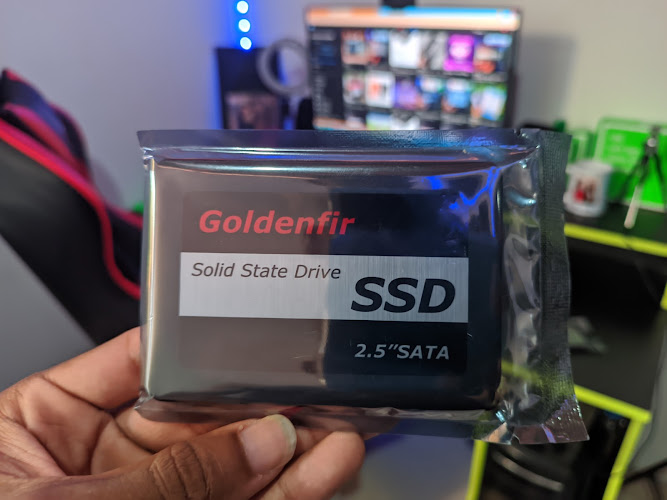 Goldenfir
Solid State Drive
SSD
2.5"SATA